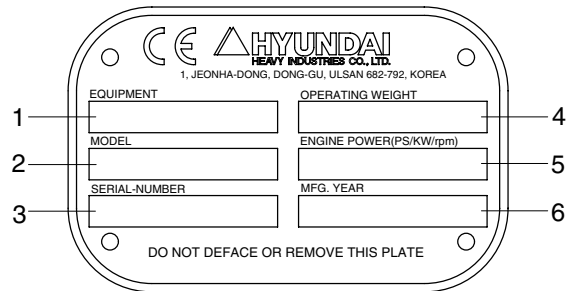 CE HYUNDAI
HEAVY INDUSTRIES CO., LTD.
1, JEONHA-DONG, DONG-GU, ULSAN 682-792, KOREA
EQUIPMENT OPERATING WEIGHT
1 4
MODEL ENGINE POWER(PS/KW/rpm)
2 5
SERIAL-NUMBER MFG. YEAR
3 6
DO NOT DEFACE OR REMOVE THIS PLATE